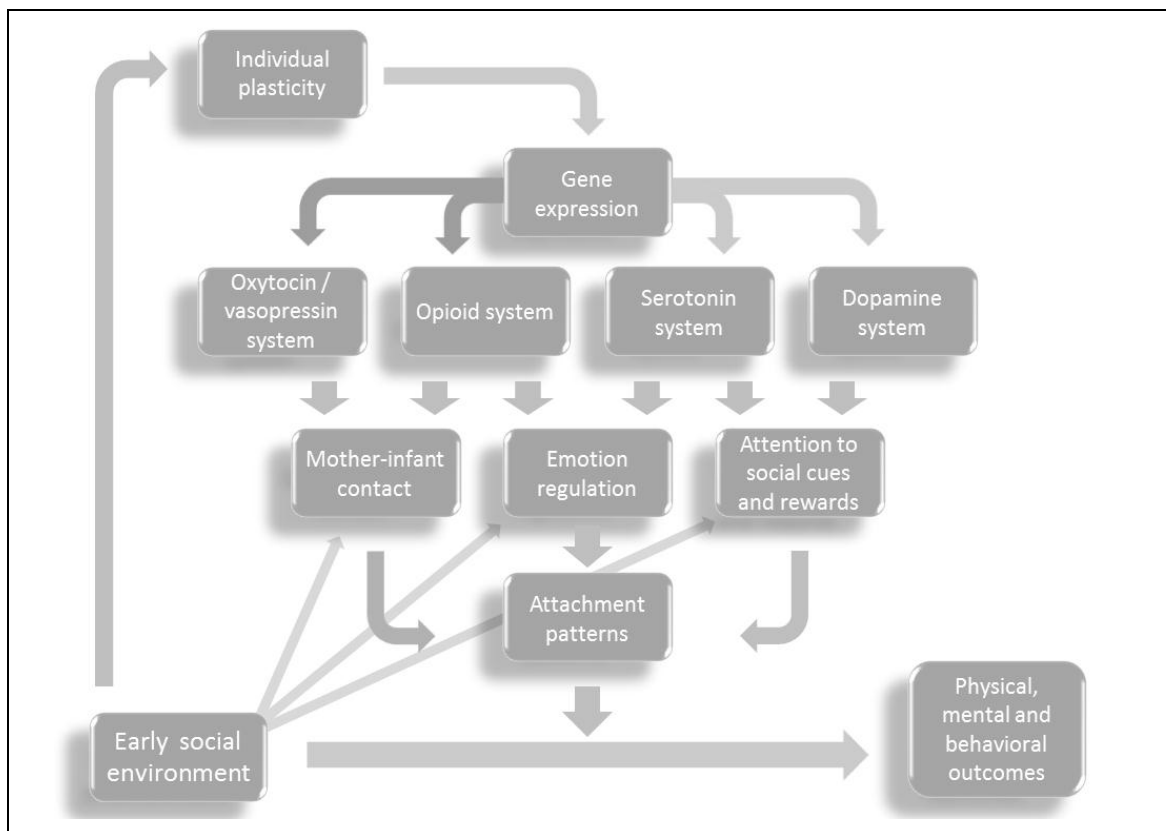 Individual
plasticity
Gene
expression
Oxytocin /
vasopressin
system
Opioid system
Serotonin
system
Dopamine
system
Mother-infant
contact
Emotion
regulation
Attention to
social cues
and rewards
Attachment
patterns
Early social
environment
Physical,
mental and
behavioral
outcomes